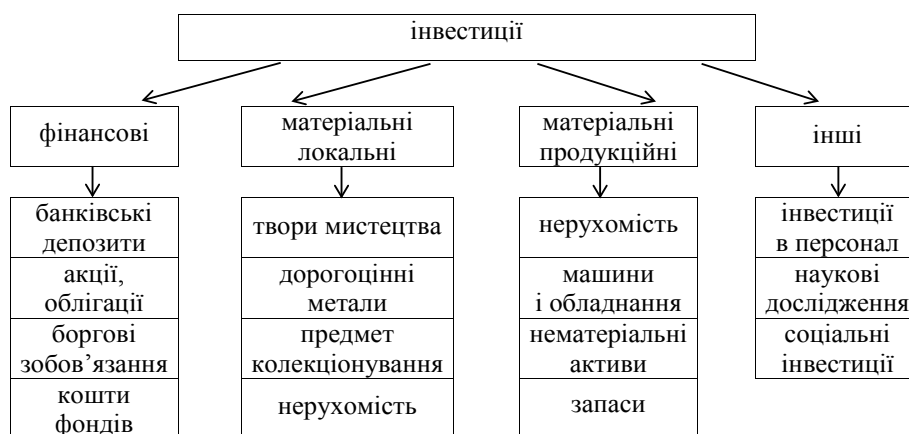 інвестиції
фінансові
матеріальні
локальні
матеріальні
продукційні
інші
банківські
депозити
акції,
облігації
боргові
зобов’язання
кошти
фондів
твори мистецтва
дорогоцінні
метали
предмет
колекціонування
нерухомість
нерухомість
машини
і обладнання
нематеріальні
активи
запаси
інвестиції
в персонал
наукові
дослідження
соціальні
інвестиції